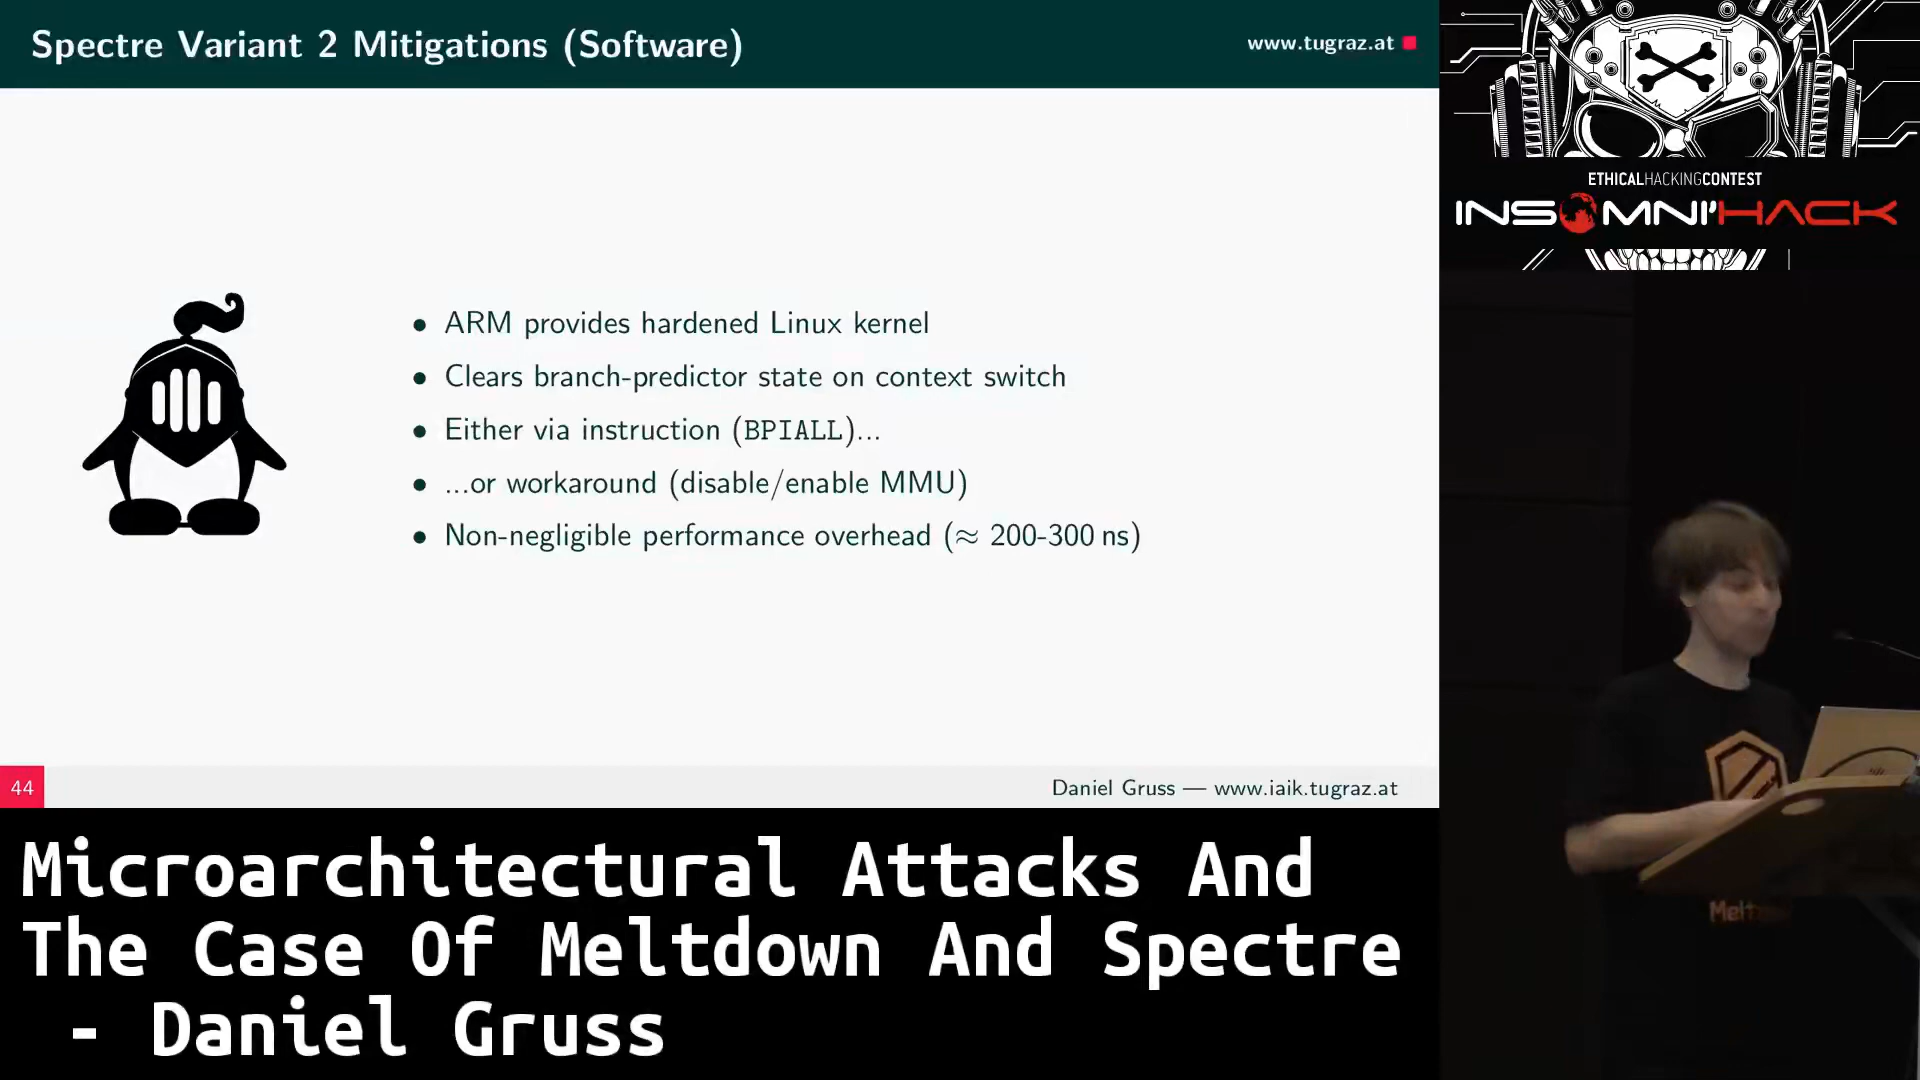 Spectre Variant 2 Mitigations (Software)
www.tugraz.at
• ARM provides hardened Linux kernel
• Clears branch-predictor state on context switch
• Either via instruction (BPIALL)...
• ...or workaround (disable/enable MMU)
• Non-negligible performance overhead (≈ 200-300 ns)
44
Daniel Gruss — www.iaik.tugraz.at
ETHICALHACKINGCONTEST
INSOMNI'HACK
Microarchitectural Attacks And
The Case Of Meltdown And Spectre
- Daniel Gruss